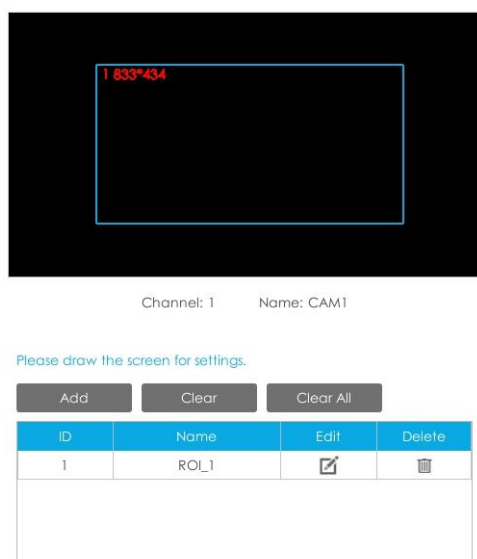 1 833*434
Channel: 1 Name: CAM1
Please draw the screen for settings.
Add Clear Clear All
ID Name Edit Delete
1 ROI_1